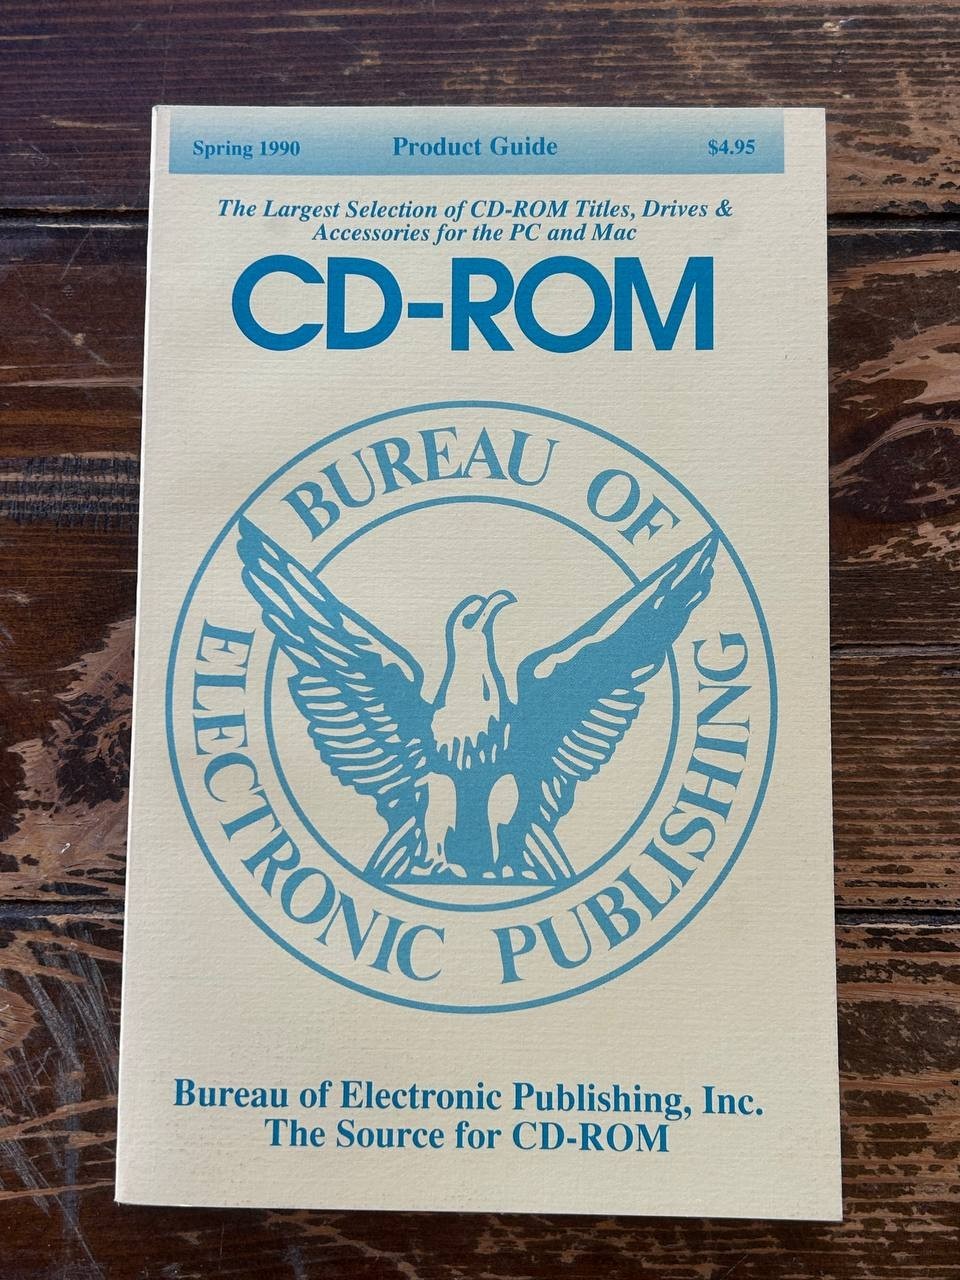 Spring 1990 Product Guide $4.95
The Largest Selection of CD-ROM Titles, Drives &
Accessories for the PC and Mac
CD-ROM
BUREAU OF
ELECTRONIC PUBLISHING
Bureau of Electronic Publishing, Inc.
The Source for CD-ROM